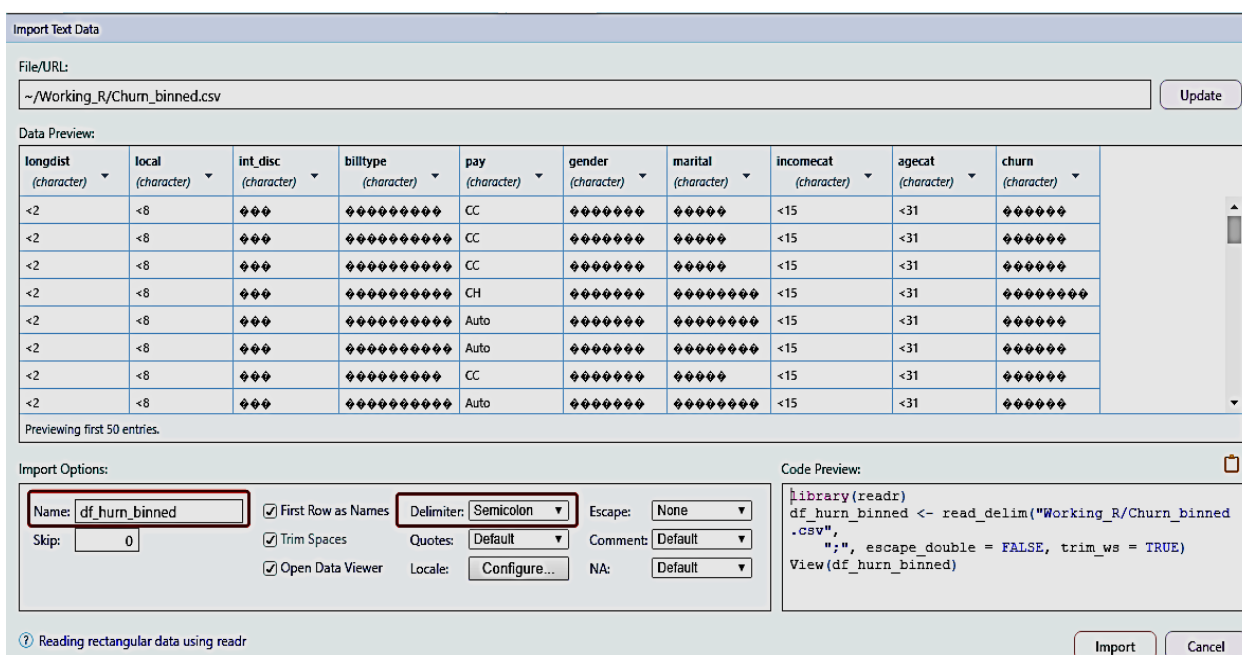 Import Text Data
File/URL:
~/Working_R/Churn_binned.csv Update
Data Preview:
longdist local int_disc billtype pay gender marital incomecat agecat churn
(character) (character) (character) (character) (character) (character) (character) (character) (character) (character)
<2 <8 ��� ���������� CC ������� ����� <15 <31 ������
<2 <8 ��� ����������� CC ������� ����� <15 <31 ������
<2 <8 ��� ����������� CC ������� ����� <15 <31 ������
<2 <8 ��� ����������� CH ������� ��������� <15 <31 ���������
<2 <8 ��� ����������� Auto ������� ��������� <15 <31 ������
<2 <8 ��� ����������� Auto ������� ��������� <15 <31 ������
<2 <8 ��� ���������� CC ������� ����� <15 <31 ������
<2 <8 ��� ����������� Auto ������� ��������� <15 <31 ������
Previewing first 50 entries.
Import Options:
Name: df_hurn_binned First Row as Names Delimiter: Semicolon Escape: None
Skip: 0 Trim Spaces Quotes: Default Comment: Default
Open Data Viewer Locale: Configure... NA: Default
Code Preview:
library(readr)
df_hurn_binned <- read_delim("Working_R/Churn_binned
.csv",
";", escape_double = FALSE, trim_ws = TRUE)
View(df_hurn_binned)
? Reading rectangular data using readr
Import Cancel